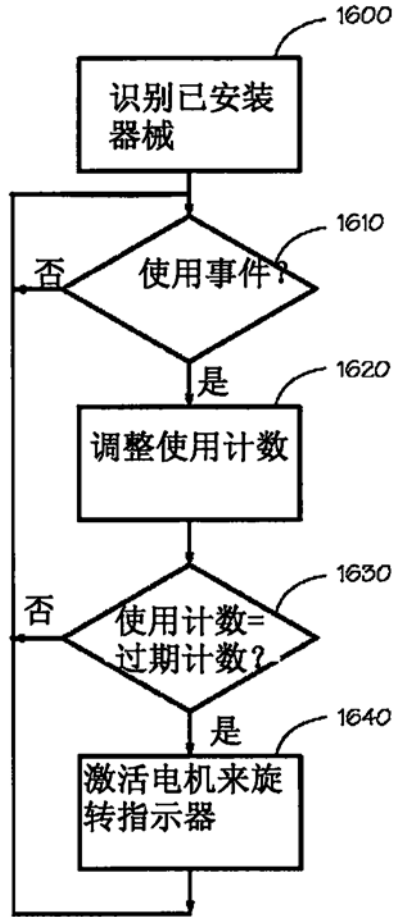 1600
识别已安装
器械
1610
使用事件?
否
是
1620
调整使用计数
1630
使用计数=
过期计数?
否
是
1640
激活电机来旋
转指示器